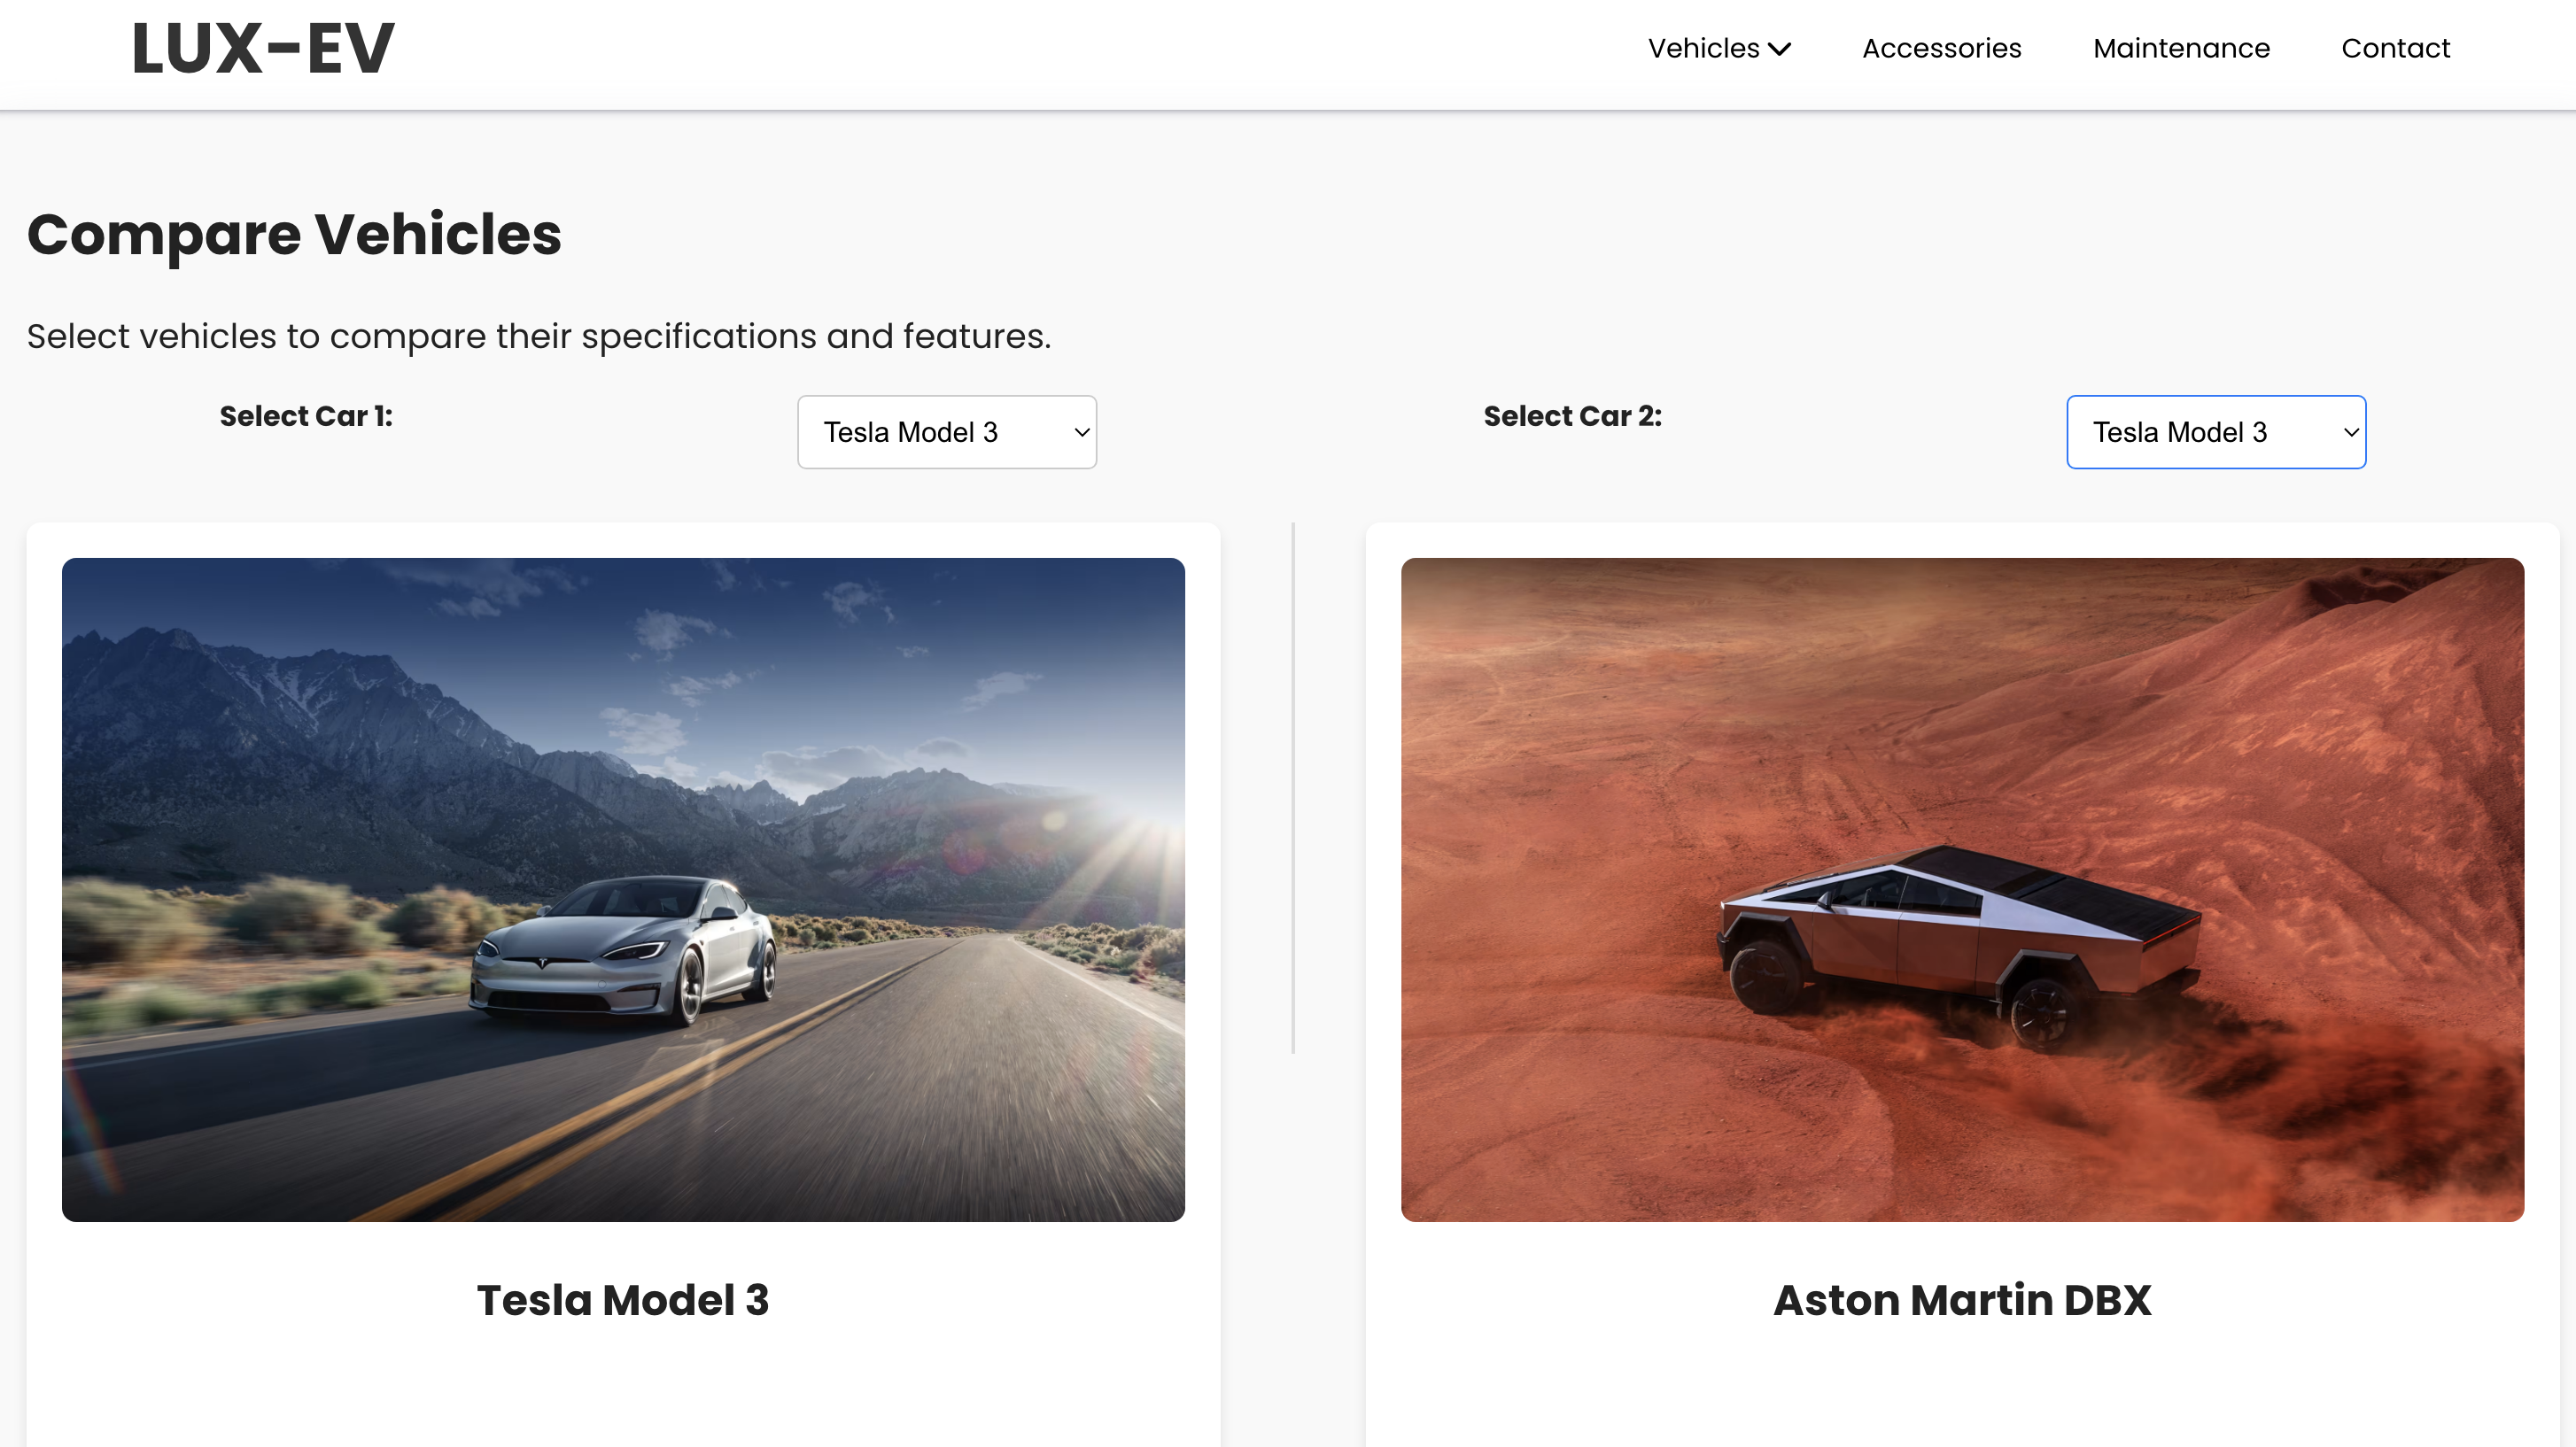 LUX-EV
Vehicles Accessories Maintenance Contact
Compare Vehicles
Select vehicles to compare their specifications and features.
Select Car 1: Tesla Model 3 Select Car 2: Tesla Model 3
Tesla Model 3 Aston Martin DBX